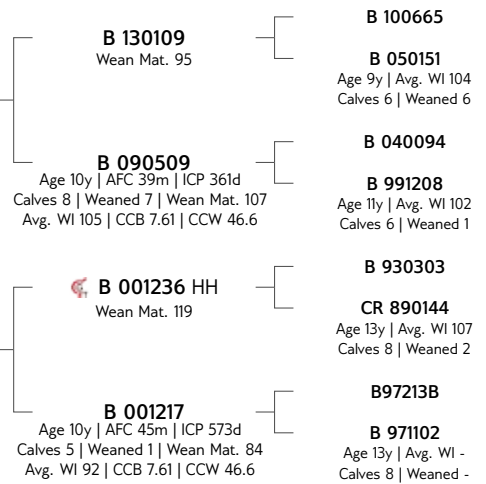 B 100665
B 130109
Wean Mat. 95
B 050151
Age 9y | Avg. WI 104
Calves 6 | Weaned 6
B 040094
B 090509
Age 10y | AFC 39m | ICP 361d
Calves 8 | Weaned 7 | Wean Mat. 107
Avg. WI 105 | CCB 7.61 | CCW 46.6
B 991208
Age 11y | Avg. WI 102
Calves 6 | Weaned 1
B 930303
B 001236 HH
Wean Mat. 119
CR 890144
Age 13y | Avg. WI 107
Calves 8 | Weaned 2
B97213B
B 001217
Age 10y | AFC 45m | ICP 573d
Calves 5 | Weaned 1 | Wean Mat. 84
Avg. WI 92 | CCB 7.61 | CCW 46.6
B 971102
Age 13y | Avg. WI -
Calves 8 | Weaned -